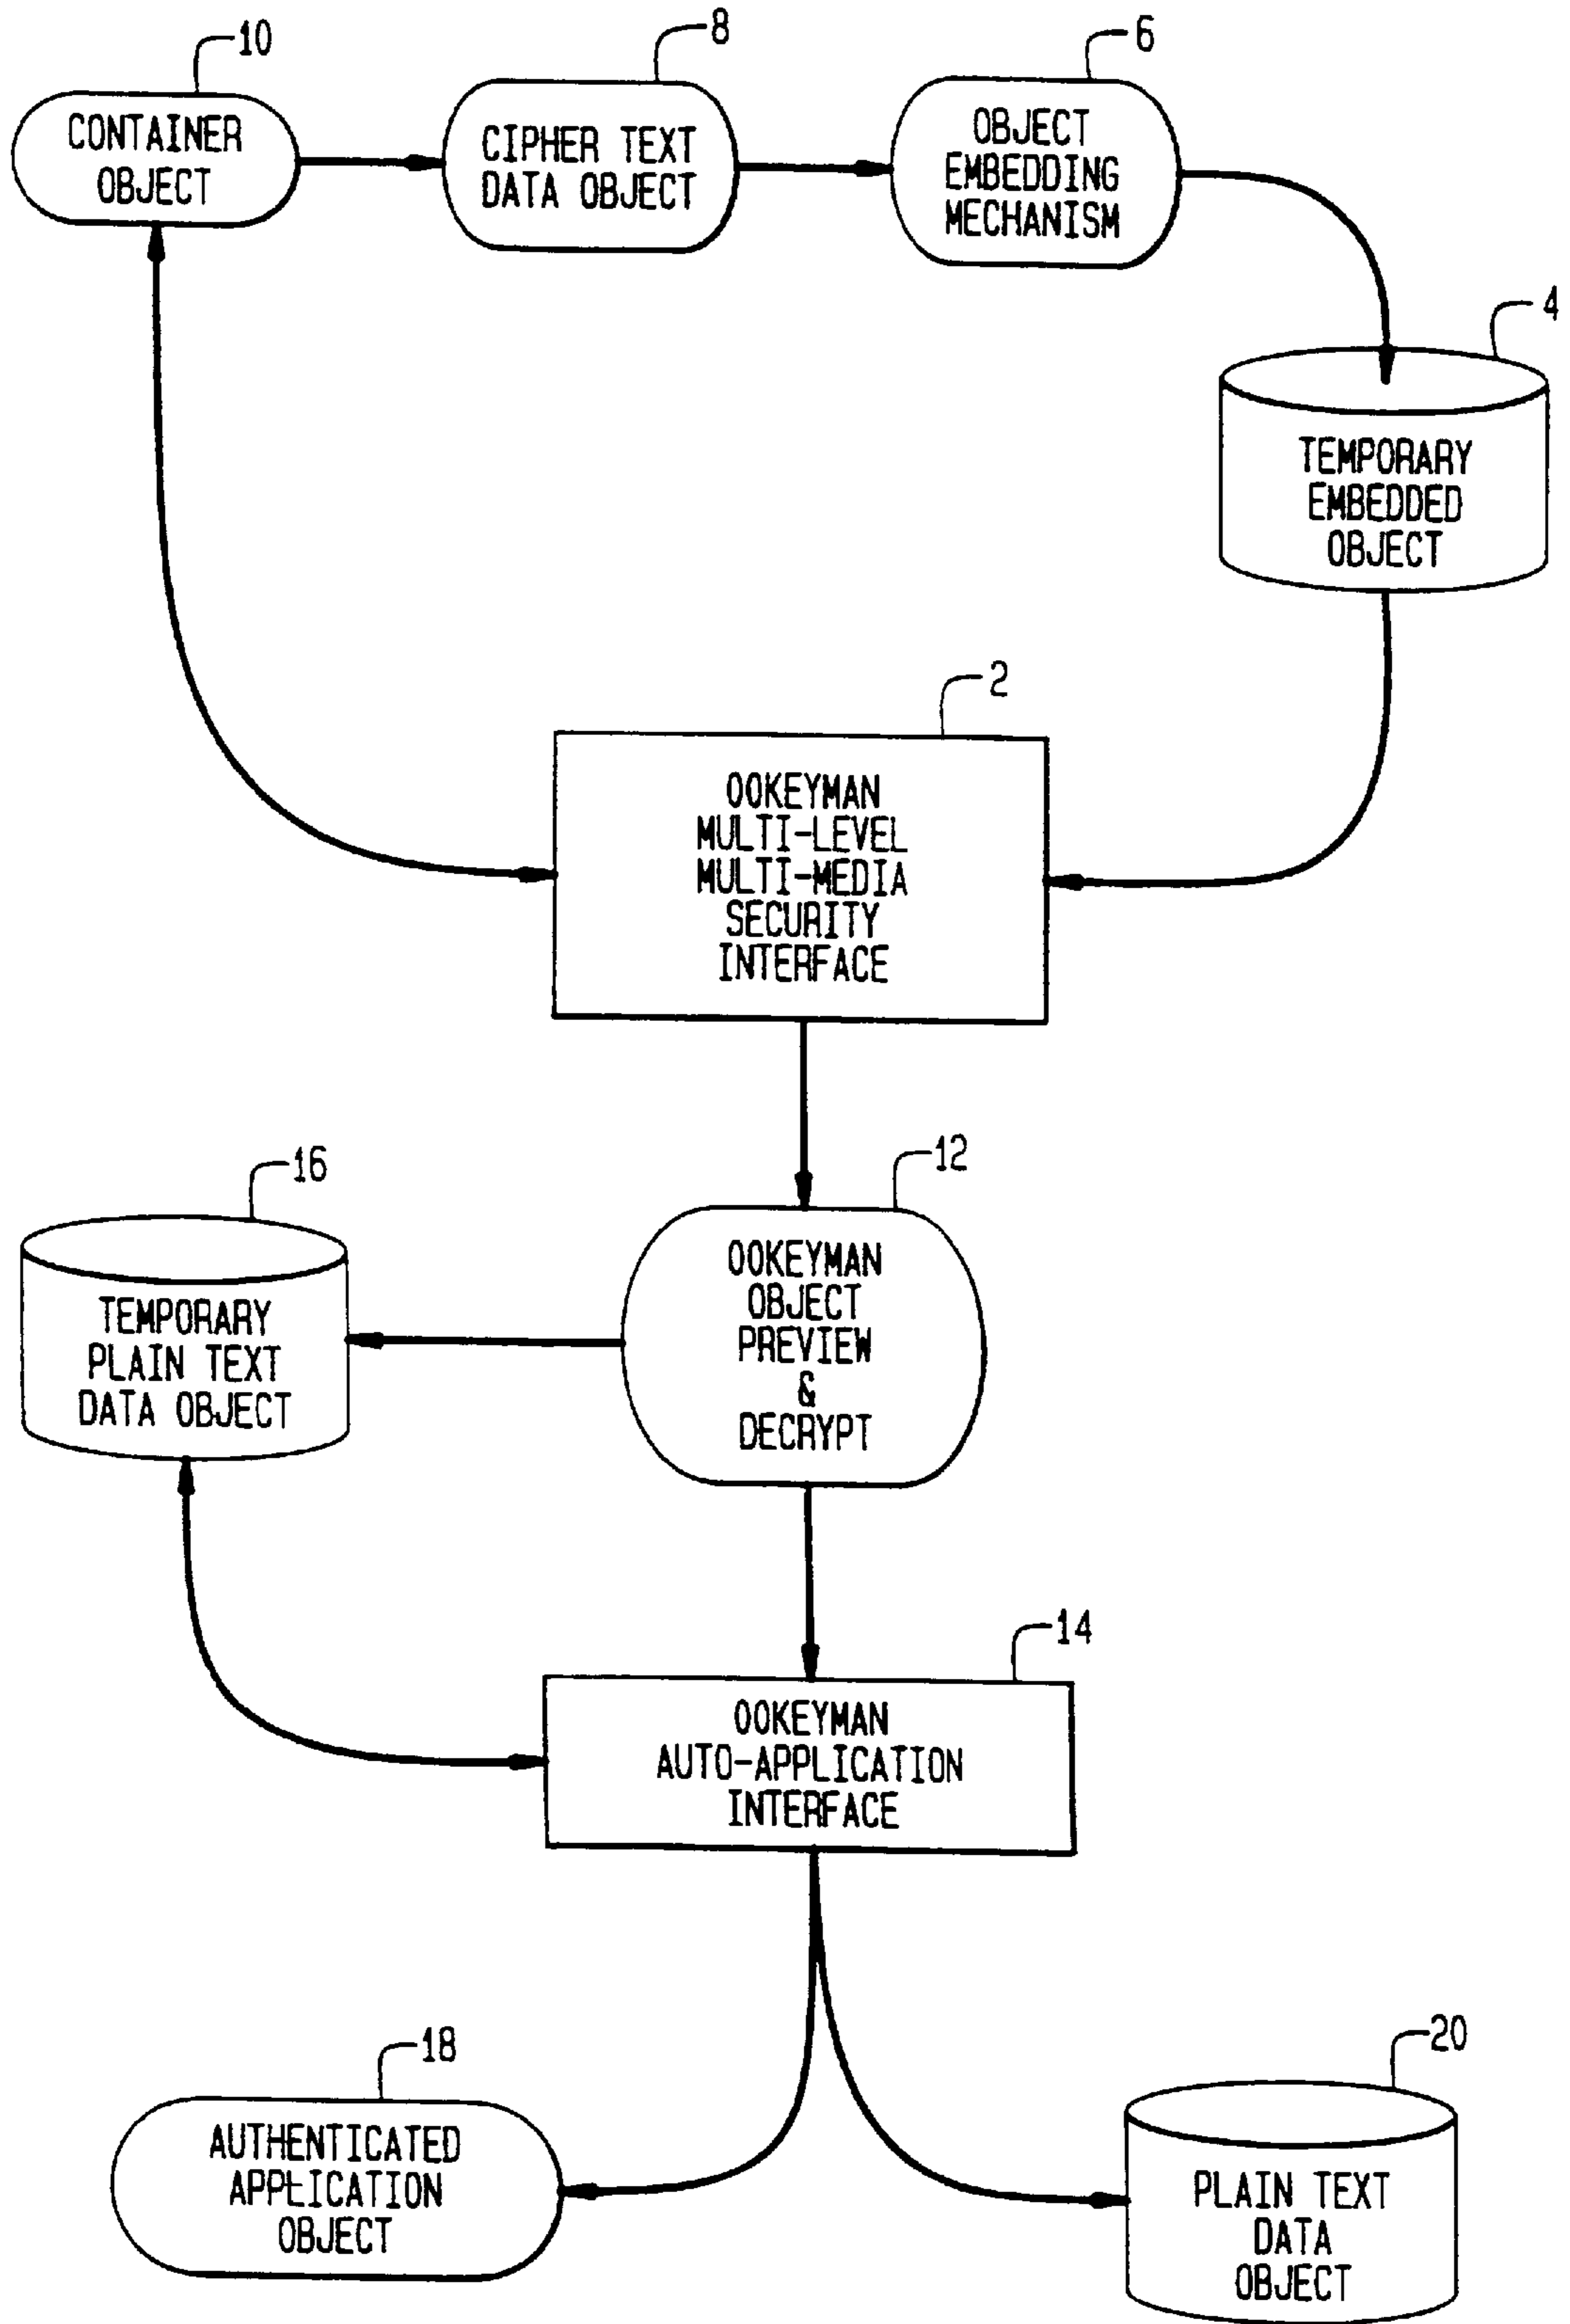 10
8
6
CONTAINER
OBJECT
CIPHER TEXT
DATA OBJECT
OBJECT
EMBEDDING
MECHANISM
4
TEMPORARY
EMBEDDED
OBJECT
2
OOKEYMAN
MULTI-LEVEL
MULTI-MEDIA
SECURITY
INTERFACE
16
12
TEMPORARY
PLAIN TEXT
DATA OBJECT
OOKEYMAN
OBJECT
PREVIEW
&
DECRYPT
14
OOKEYMAN
AUTO-APPLICATION
INTERFACE
18
20
AUTHENTICATED
APPLICATION
OBJECT
PLAIN TEXT
DATA
OBJECT